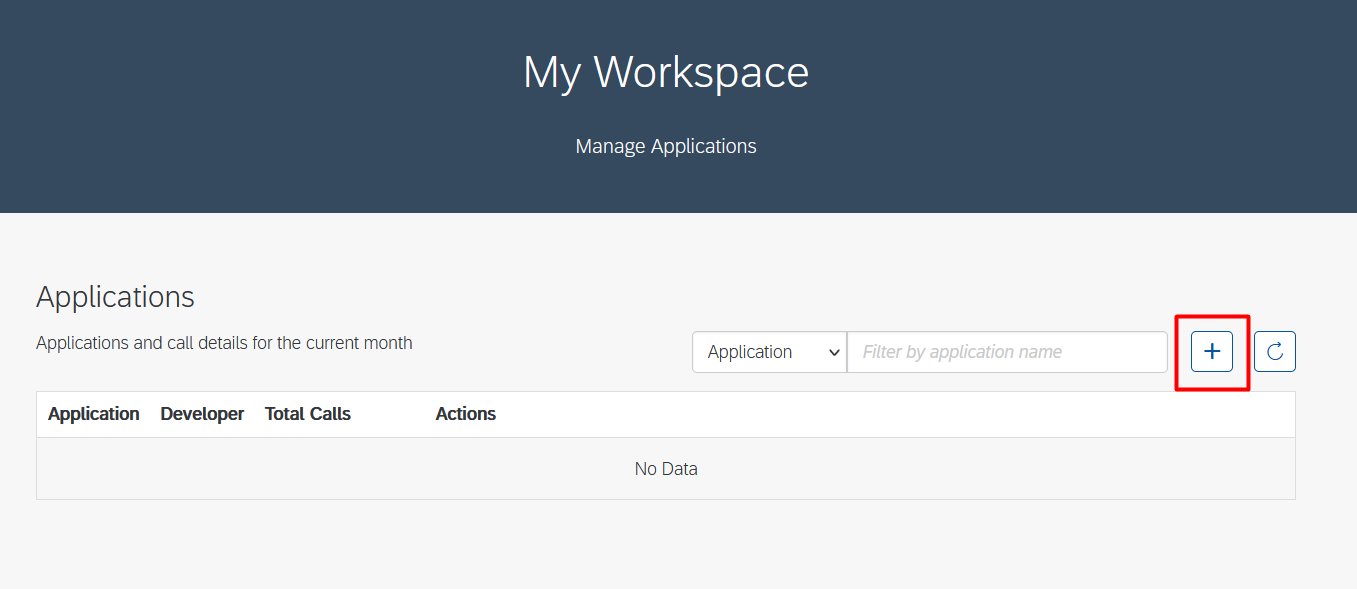 My Workspace
Manage Applications
Applications
Applications and call details for the current month
Application Filter by application name
Application Developer Total Calls Actions
No Data